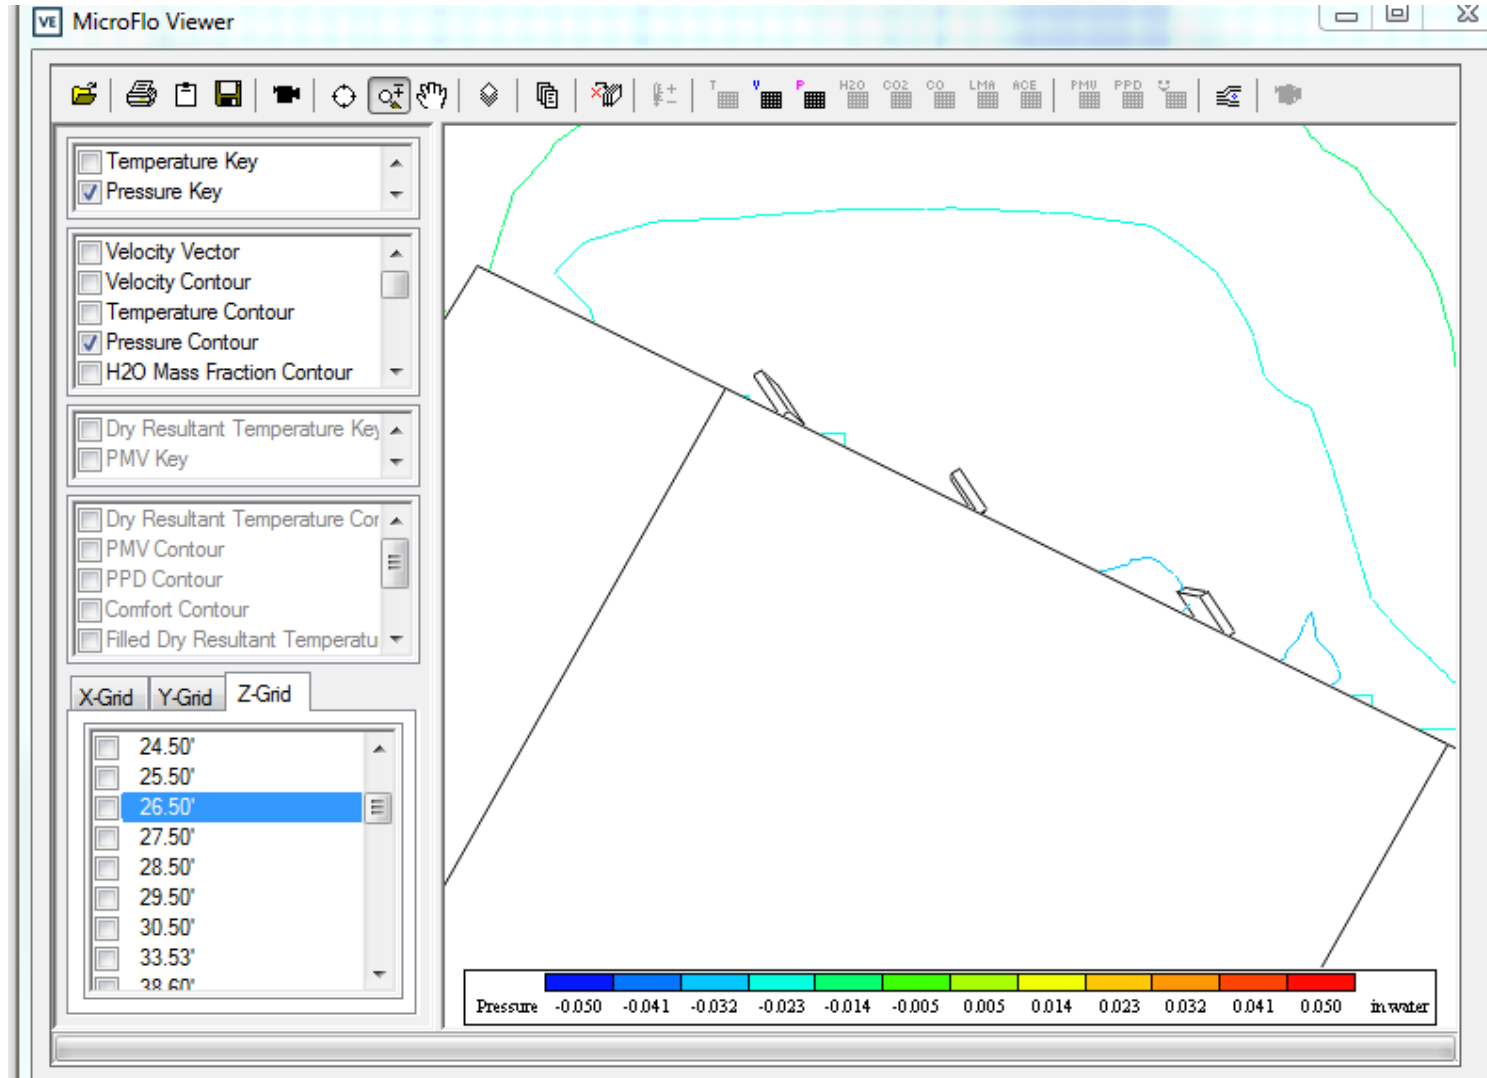 VE MicroFlo Viewer
T V P H2O CO2 CO LMA ACE PMV PPD
Temperature Key
Pressure Key
Velocity Vector
Velocity Contour
Temperature Contour
Pressure Contour
H2O Mass Fraction Contour
Dry Resultant Temperature Key
PMV Key
Dry Resultant Temperature Cor
PMV Contour
PPD Contour
Comfort Contour
Filled Dry Resultant Temperatu
X-Grid Y-Grid Z-Grid
24.50'
25.50'
26.50'
27.50'
28.50'
29.50'
30.50'
33.53'
38.60'
Pressure -0.050 -0.041 -0.032 -0.023 -0.014 -0.005 0.005 0.014 0.023 0.032 0.041 0.050 in water